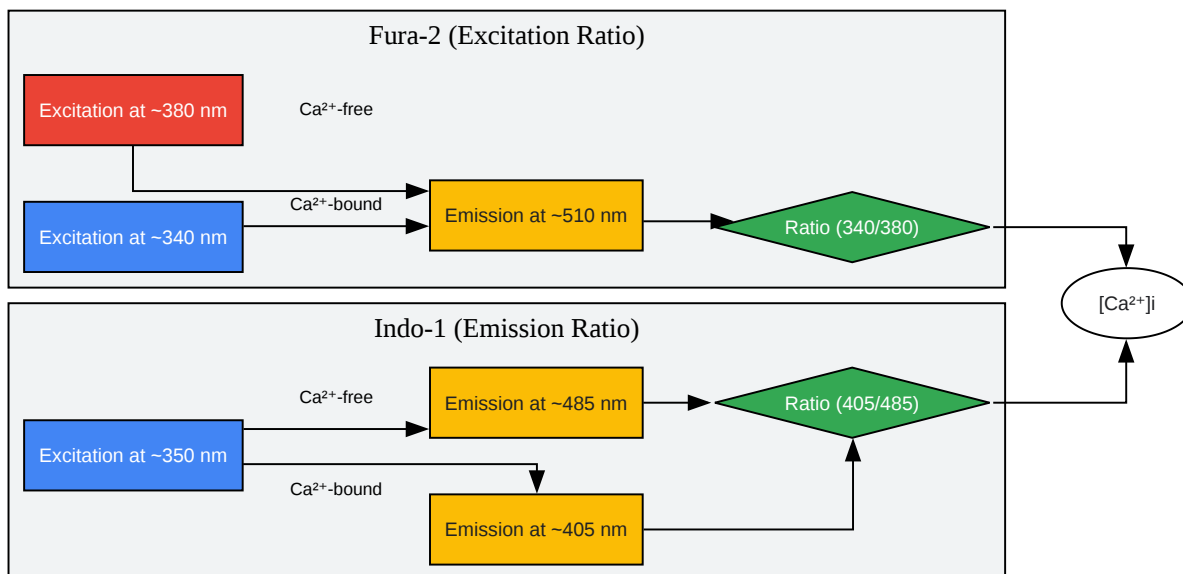 Fura-2 (Excitation Ratio)
Excitation at ~380 nm
Ca²⁺-free
Ca²⁺-bound
Excitation at ~340 nm
Emission at ~510 nm
Ratio (340/380)
[Ca²⁺]i
Indo-1 (Emission Ratio)
Excitation at ~350 nm
Ca²⁺-free
Ca²⁺-bound
Emission at ~485 nm
Emission at ~405 nm
Ratio (405/485)